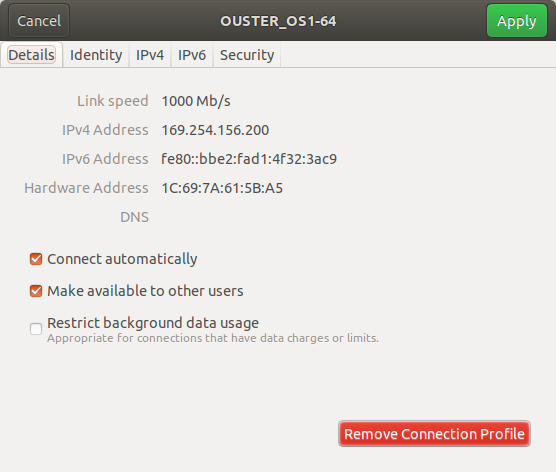 Cancel OUSTER_OS1-64 Apply
Details Identity IPv4 IPv6 Security
Link speed 1000 Mb/s
IPv4 Address 169.254.156.200
IPv6 Address fe80::bbe2:fad1:4f32:3ac9
Hardware Address 1C:69:7A:61:5B:A5
DNS
Connect automatically
Make available to other users
Restrict background data usage
Appropriate for connections that have data charges or limits.
Remove Connection Profile